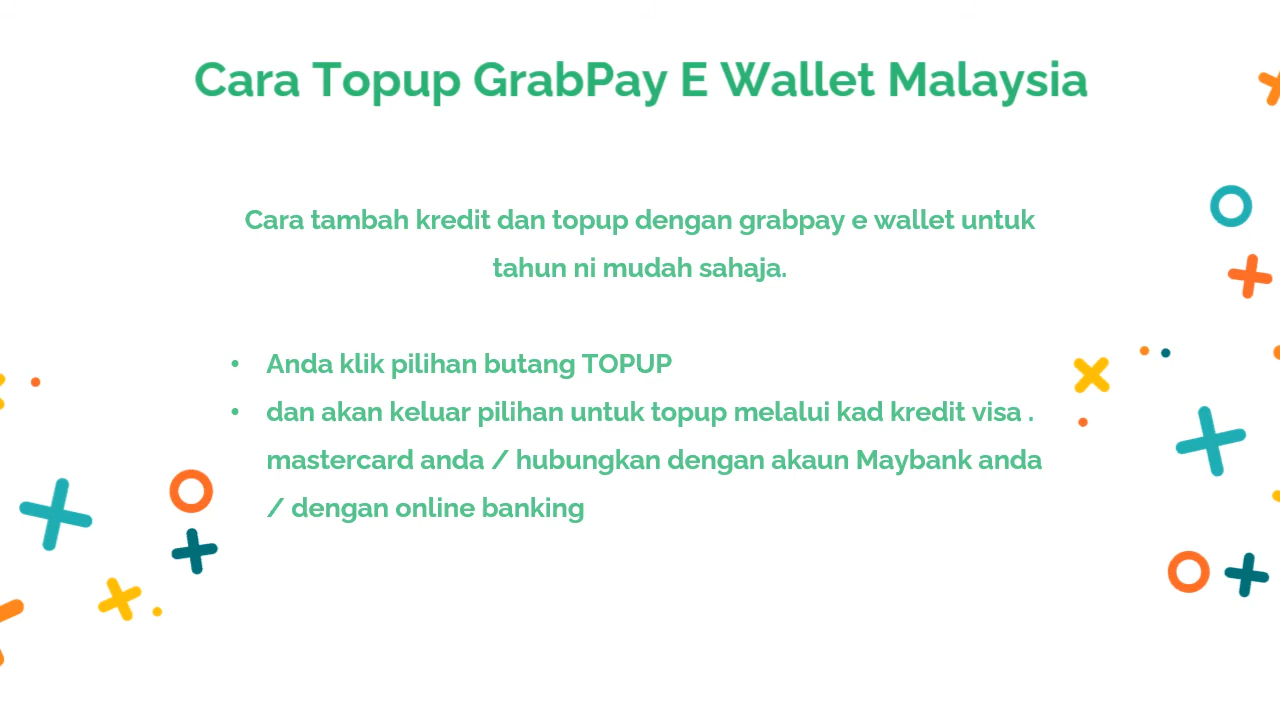 Cara Topup GrabPay E Wallet Malaysia
Cara tambah kredit dan topup dengan grabpay e wallet untuk
tahun ni mudah sahaja.
• Anda klik pilihan butang TOPUP
• dan akan keluar pilihan untuk topup melalui kad kredit visa .
mastercard anda / hubungkan dengan akaun Maybank anda
/ dengan online banking